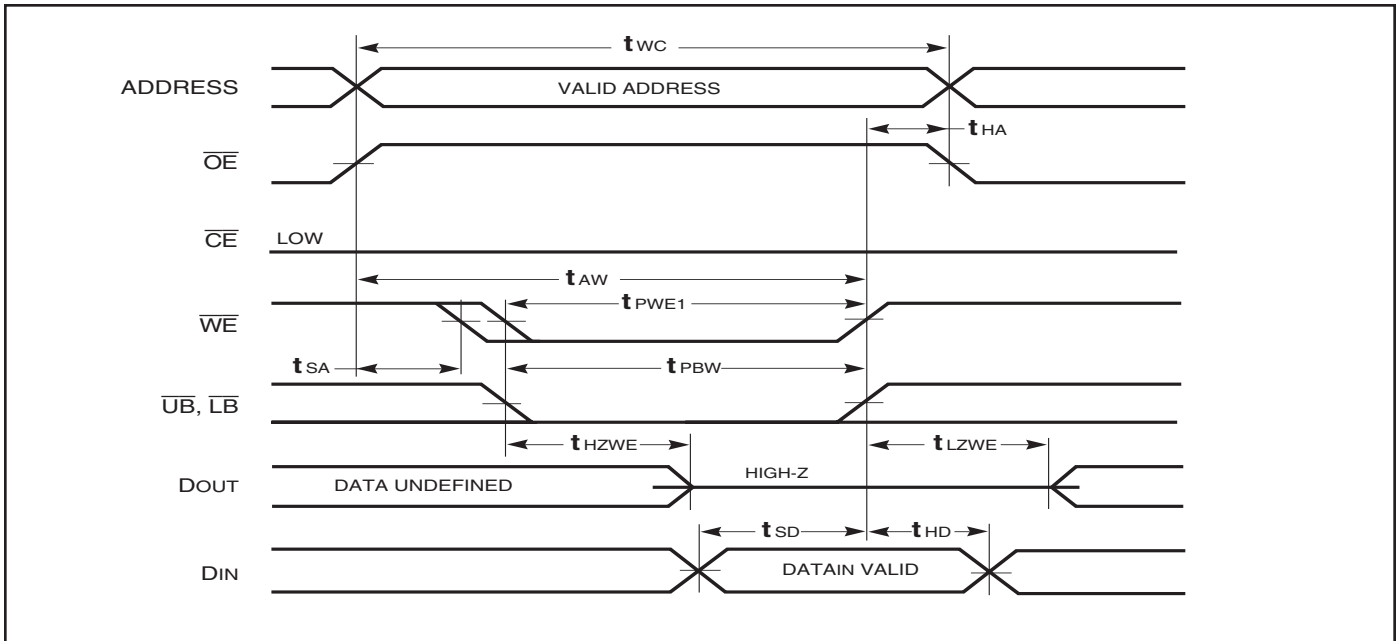 tWC
ADDRESS VALID ADDRESS
tHA
OE
CE LOW
tAW
tPWE1
WE
tSA tPBW
UB, LB
tHZWE tLZWE
DOUT DATA UNDEFINED HIGH-Z
tSD tHD
DIN DATAIN VALID